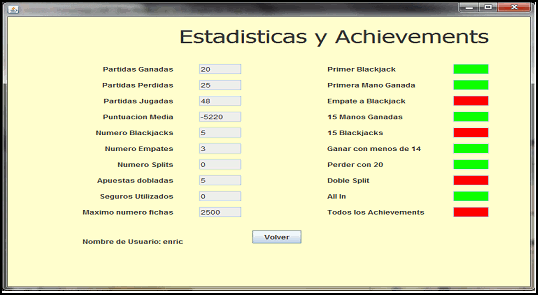 Estadisticas y Achievements
Partidas Ganadas 20 Primer Blackjack
Partidas Perdidas 25 Primera Mano Ganada
Partidas Jugadas 48 Empate a Blackjack
Puntuacion Media -5220 15 Manos Ganadas
Numero Blackjacks 5 15 Blackjacks
Numero Empates 3 Ganar con menos de 14
Numero Splits 0 Perder con 20
Apuestas dobladas 5 Doble Split
Seguros Utilizados 0 All In
Maximo numero fichas 2500 Todos los Achievements
Nombre de Usuario: enric Volver